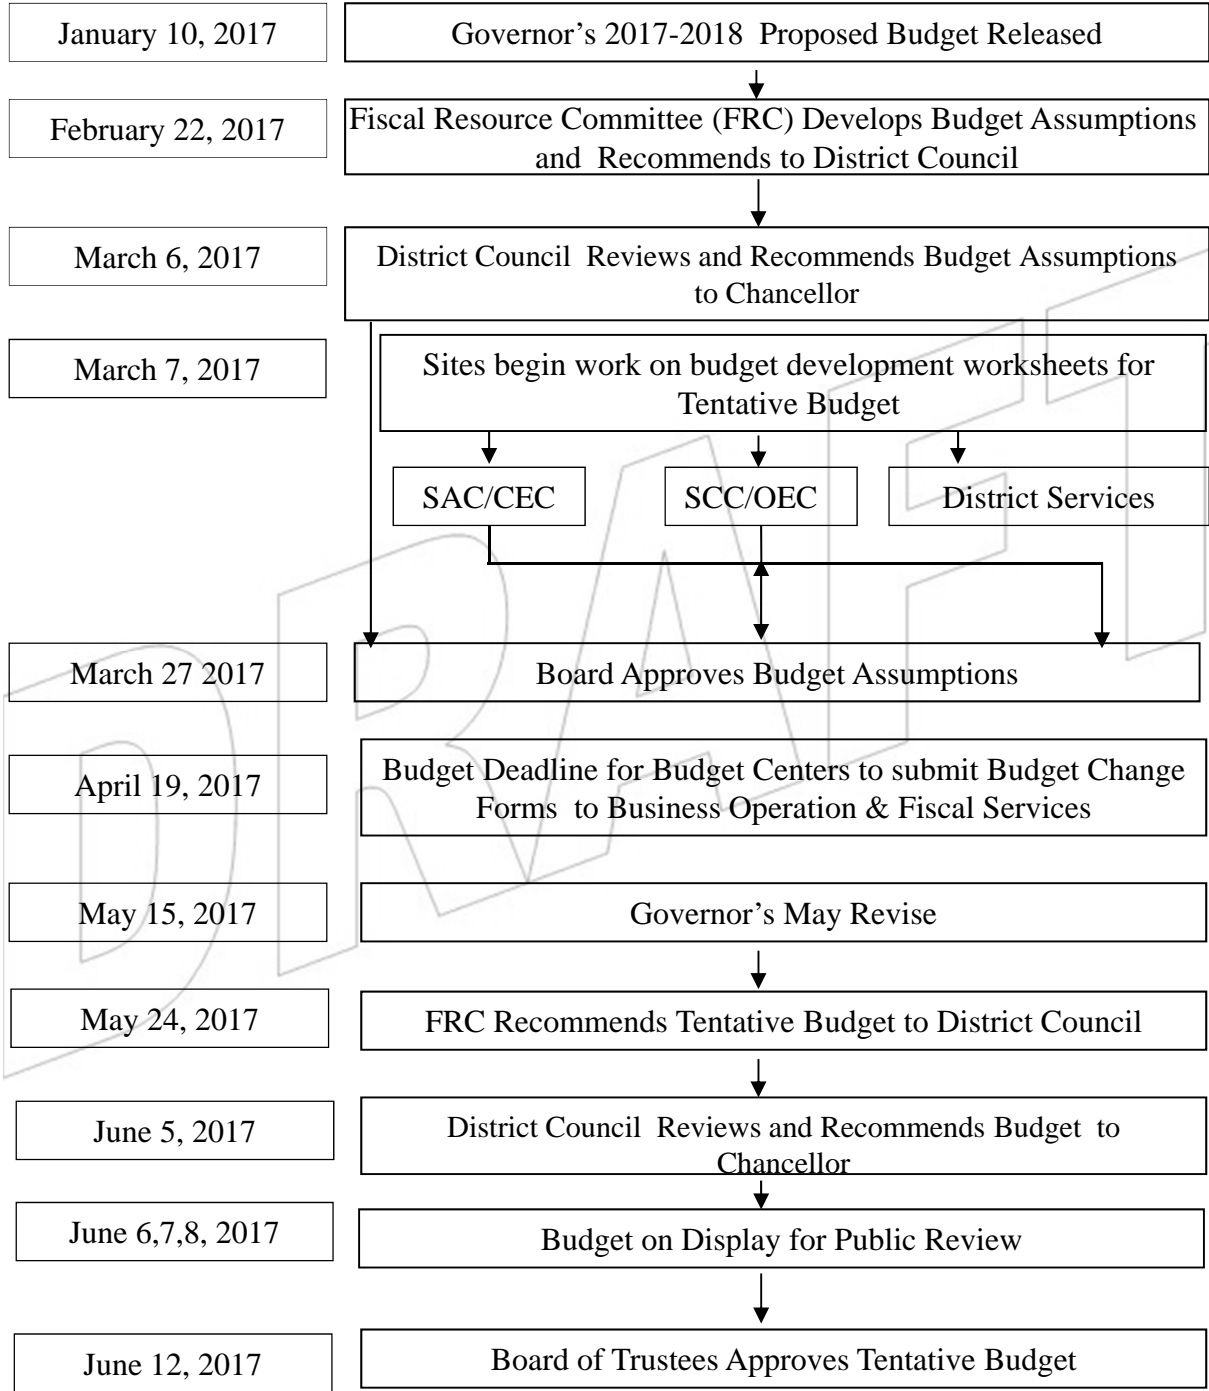 January 10, 2017
Governor's 2017-2018 Proposed Budget Released
February 22, 2017
Fiscal Resource Committee (FRC) Develops Budget Assumptions
and Recommends to District Council
March 6, 2017
District Council Reviews and Recommends Budget Assumptions
to Chancellor
March 7, 2017
Sites begin work on budget development worksheets for
Tentative Budget
SAC/CEC
SCC/OEC
District Services
March 27 2017
Board Approves Budget Assumptions
April 19, 2017
Budget Deadline for Budget Centers to submit Budget Change
Forms to Business Operation & Fiscal Services
May 15, 2017
Governor's May Revise
May 24, 2017
FRC Recommends Tentative Budget to District Council
June 5, 2017
District Council Reviews and Recommends Budget to
Chancellor
June 6,7,8, 2017
Budget on Display for Public Review
June 12, 2017
Board of Trustees Approves Tentative Budget
DRAFT